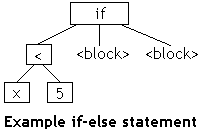 if
< <block> <block>
x 5
Example if-else statement